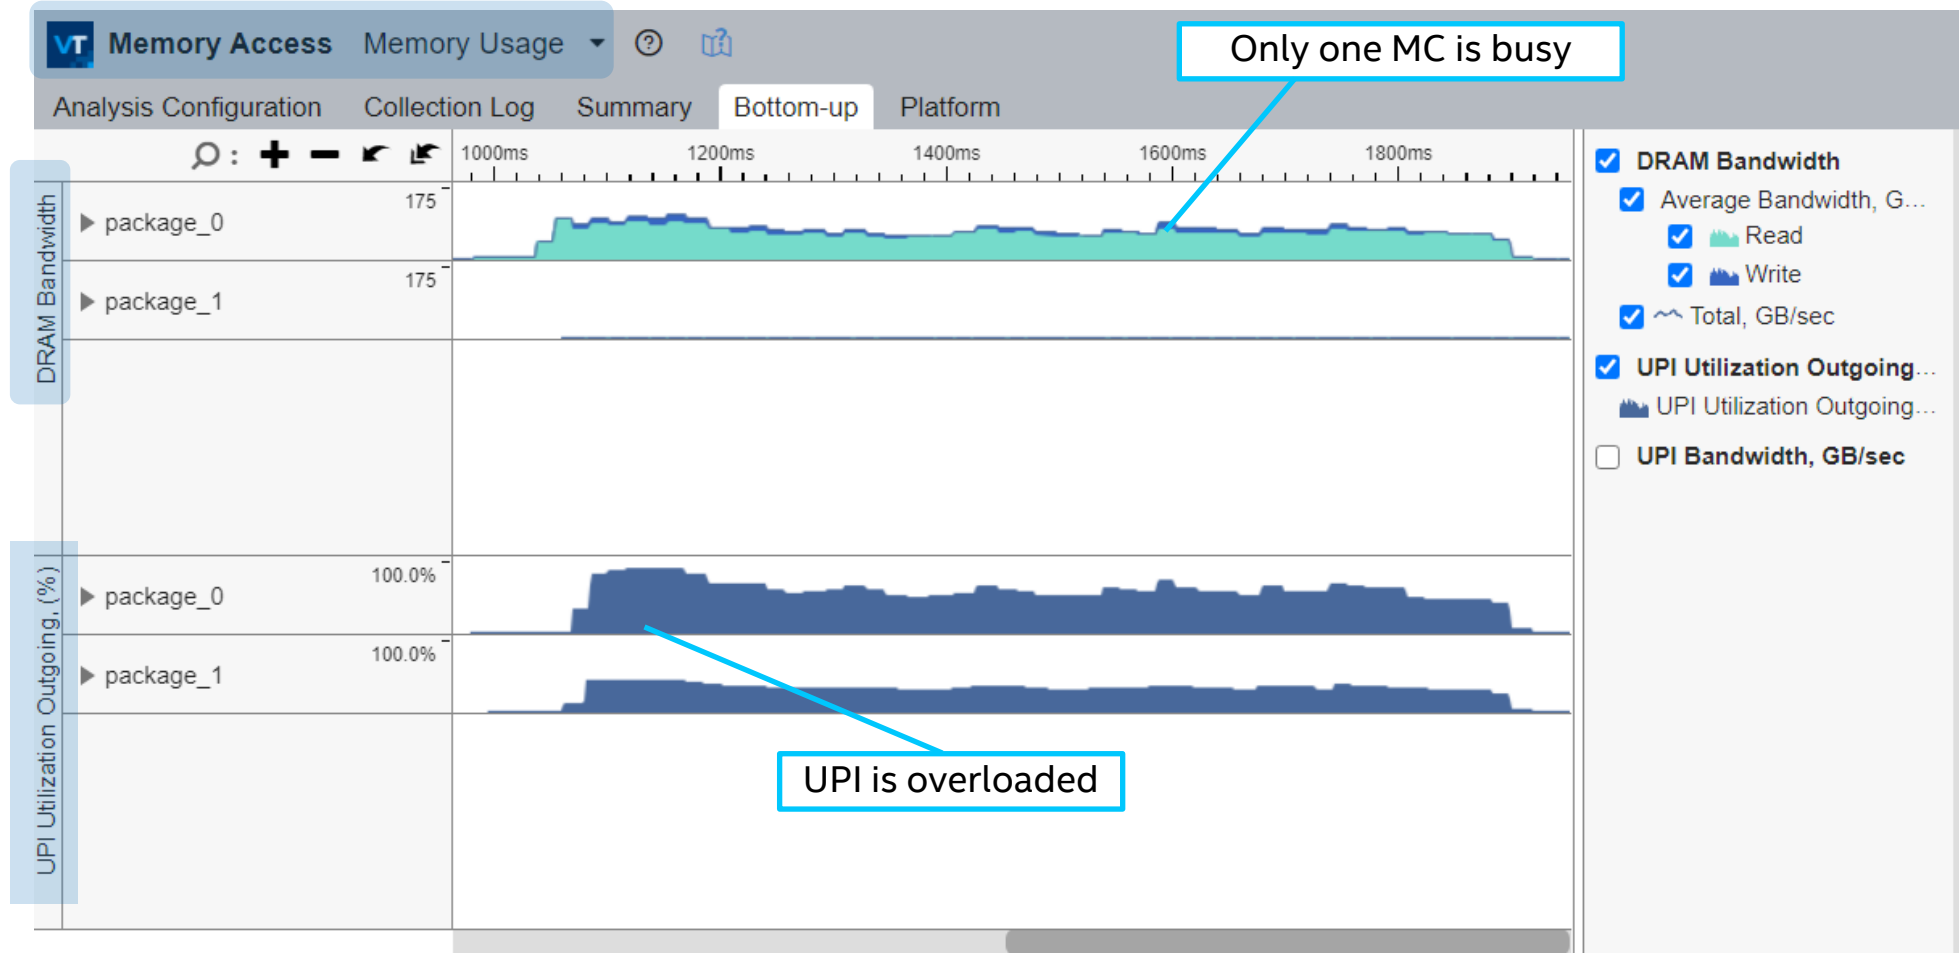 VT Memory Access Memory Usage
Only one MC is busy
Analysis Configuration Collection Log Summary Bottom-up Platform
1000ms 1200ms 1400ms 1600ms 1800ms
DRAM Bandwidth
package_0 175
package_1 175
UPI Utilization Outgoing, (%)
package_0 100.0%
package_1 100.0%
UPI is overloaded
DRAM Bandwidth
Average Bandwidth, G...
Read
Write
Total, GB/sec
UPI Utilization Outgoing...
UPI Utilization Outgoing...
UPI Bandwidth, GB/sec